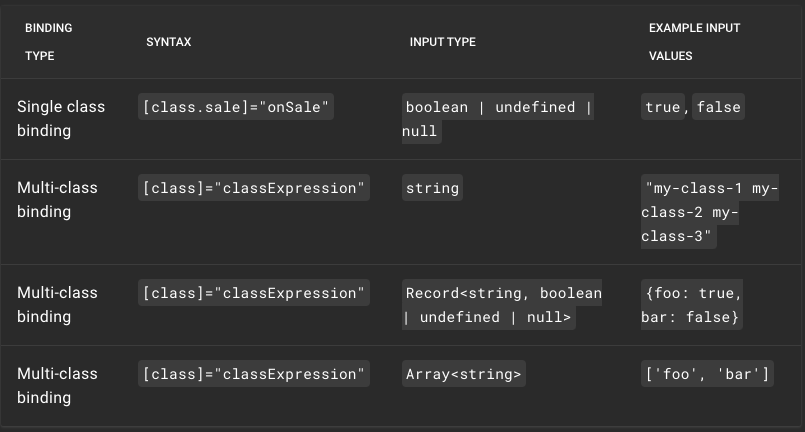 BINDING
TYPE
SYNTAX
INPUT TYPE
EXAMPLE INPUT
VALUES
Single class
binding
[class.sale]="onSale"
boolean | undefined |
null
true, false
Multi-class
binding
[class]="classExpression"
string
"my-class-1 my-
class-2 my-
class-3"
Multi-class
binding
[class]="classExpression"
Record<string, boolean
| undefined | null>
{foo: true,
bar: false}
Multi-class
binding
[class]="classExpression"
Array<string>
['foo', 'bar']